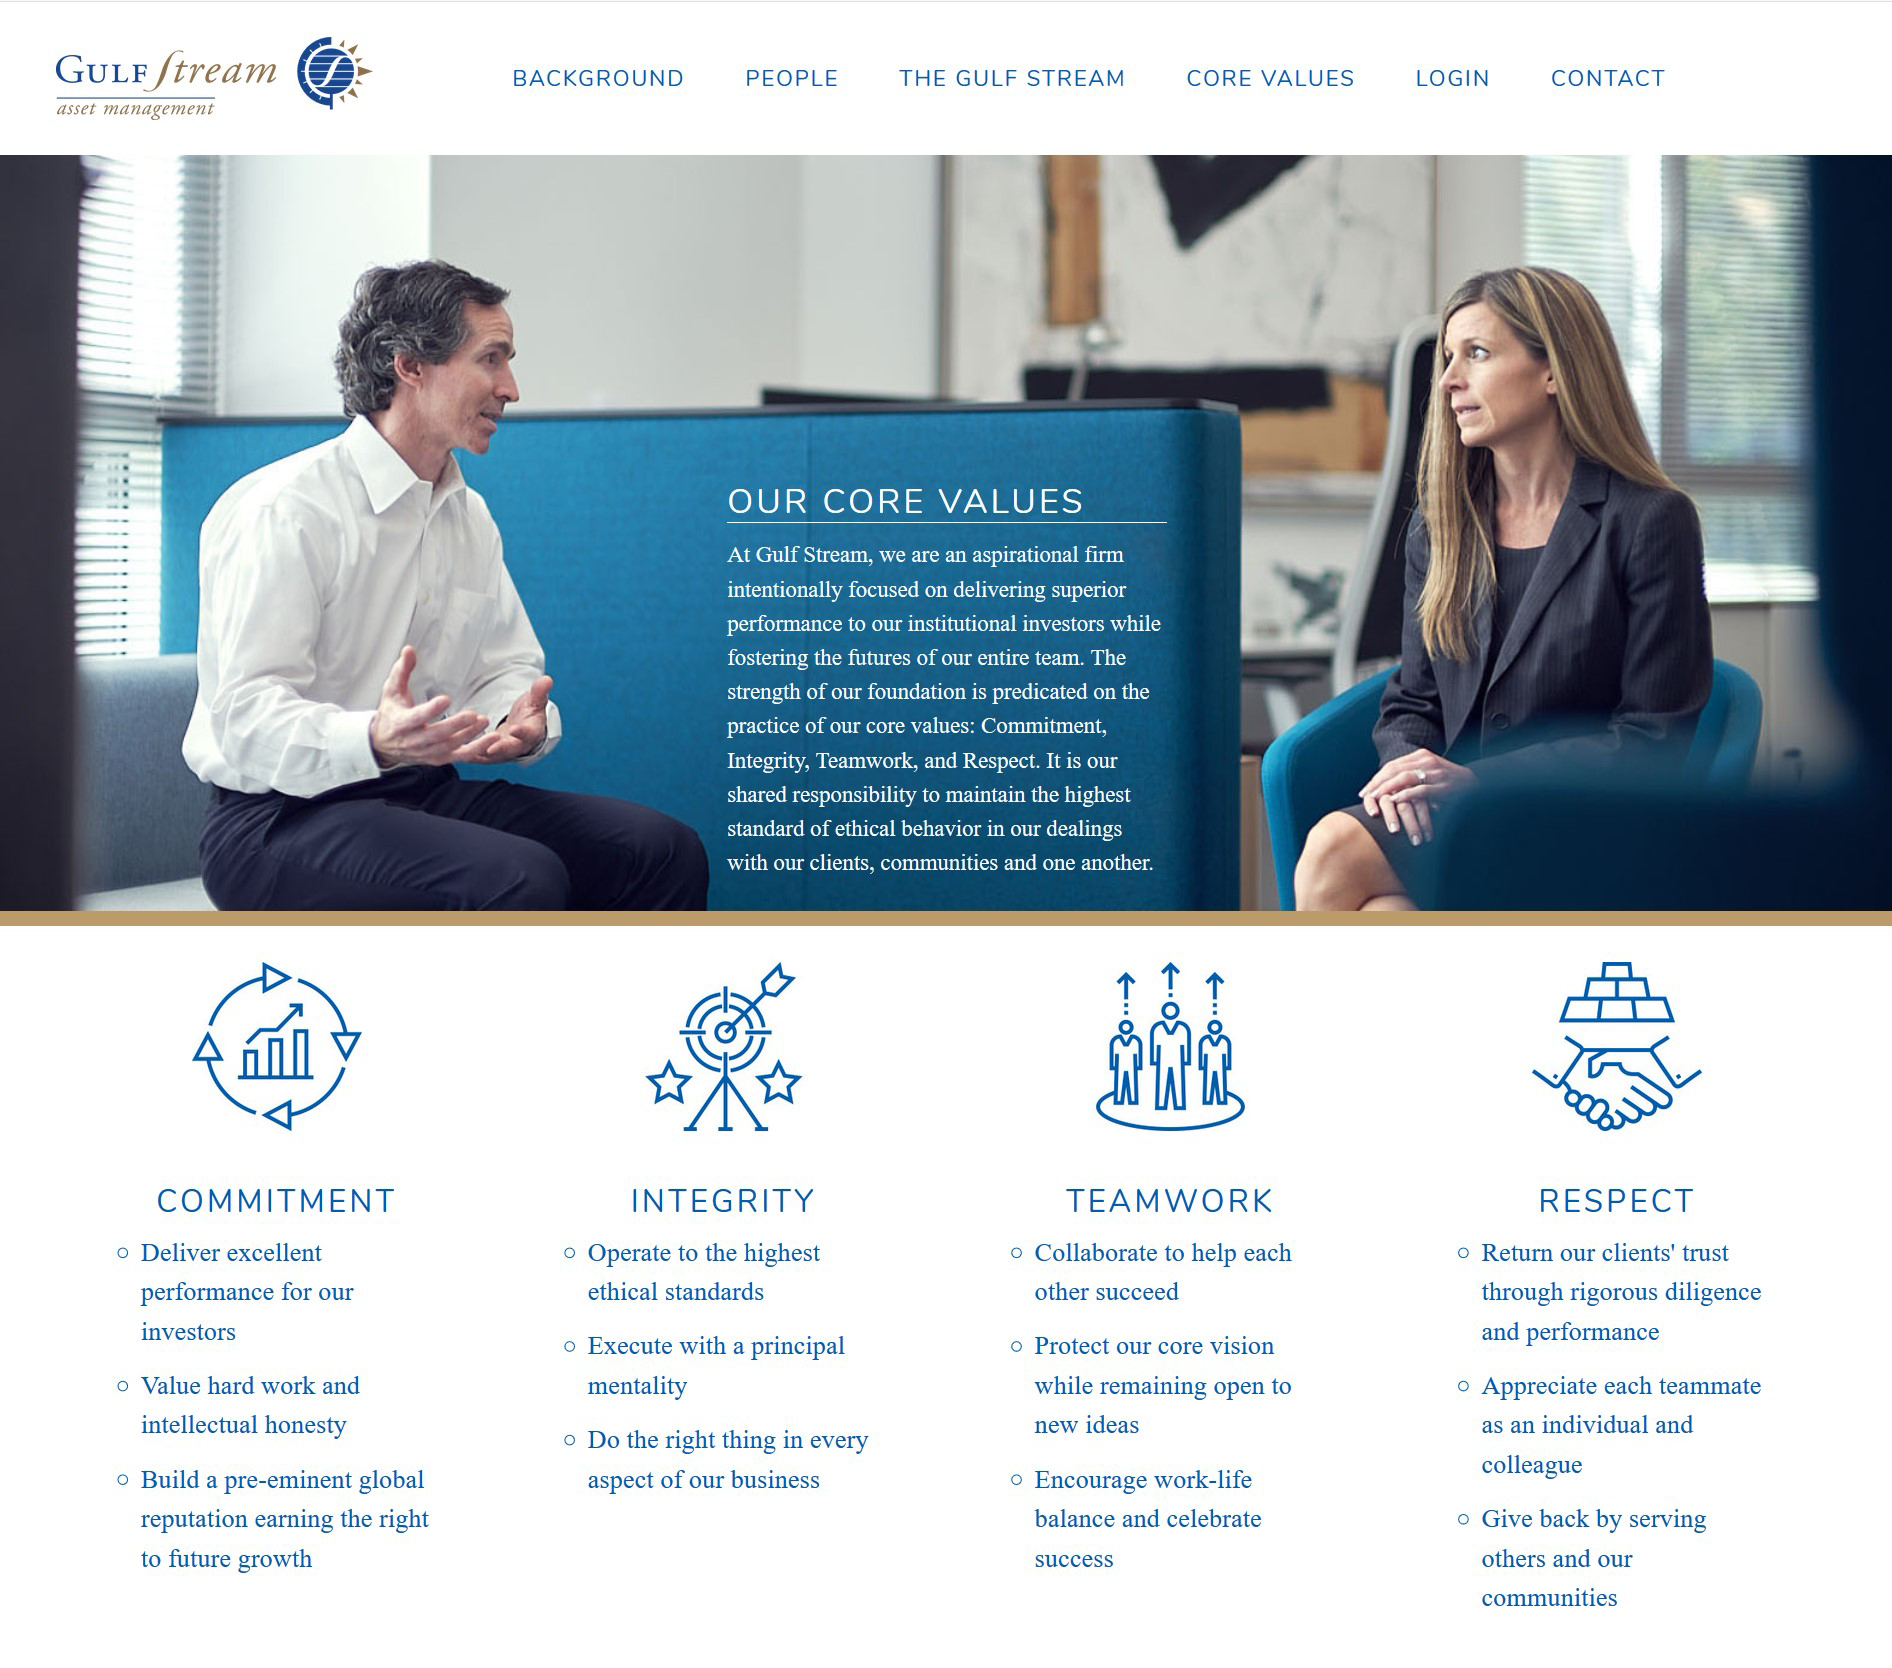 GULF Stream
asset management
BACKGROUND
PEOPLE
THE GULF STREAM
CORE VALUES
LOGIN
CONTACT
OUR CORE VALUES
At Gulf Stream, we are an aspirational firm
intentionally focused on delivering superior
performance to our institutional investors while
fostering the futures of our entire team. The
strength of our foundation is predicated on the
practice of our core values: Commitment,
Integrity, Teamwork, and Respect. It is our
shared responsibility to maintain the highest
standard of ethical behavior in our dealings
with our clients, communities and one another.
COMMITMENT
Deliver excellent
performance for our
investors
Value hard work and
intellectual honesty
Build a pre-eminent global
reputation earning the right
to future growth
INTEGRITY
Operate to the highest
ethical standards
Execute with a principal
mentality
Do the right thing in every
aspect of our business
TEAMWORK
Collaborate to help each
other succeed
Protect our core vision
while remaining open to
new ideas
Encourage work-life
balance and celebrate
success
RESPECT
Return our clients' trust
through rigorous diligence
and performance
Appreciate each teammate
as an individual and
colleague
Give back by serving
others and our
communities